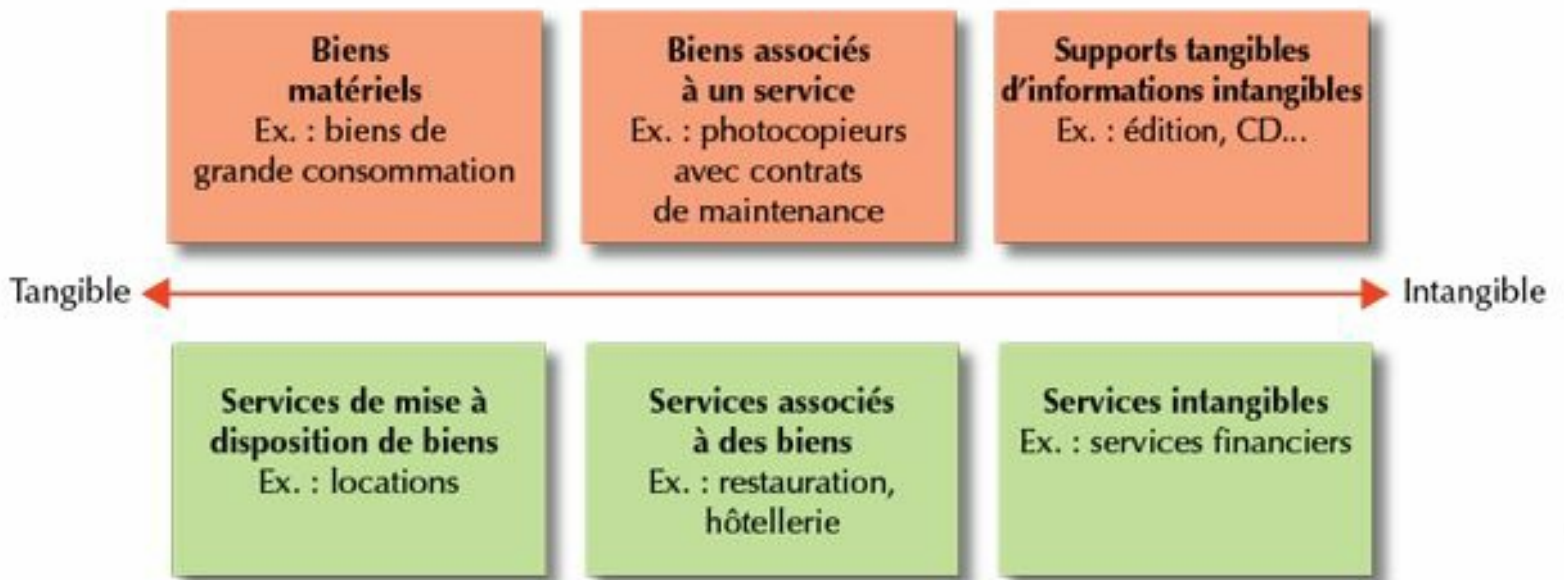 Biens
matériels
Ex. : biens de
grande consommation
Biens associés
à un service
Ex. : photocopieurs
avec contrats
de maintenance
Supports tangibles
d’informations intangibles
Ex. : édition, CD...
Tangible
Intangible
Services de mise à
disposition de biens
Ex. : locations
Services associés
à des biens
Ex. : restauration,
hôtellerie
Services intangibles
Ex. : services financiers